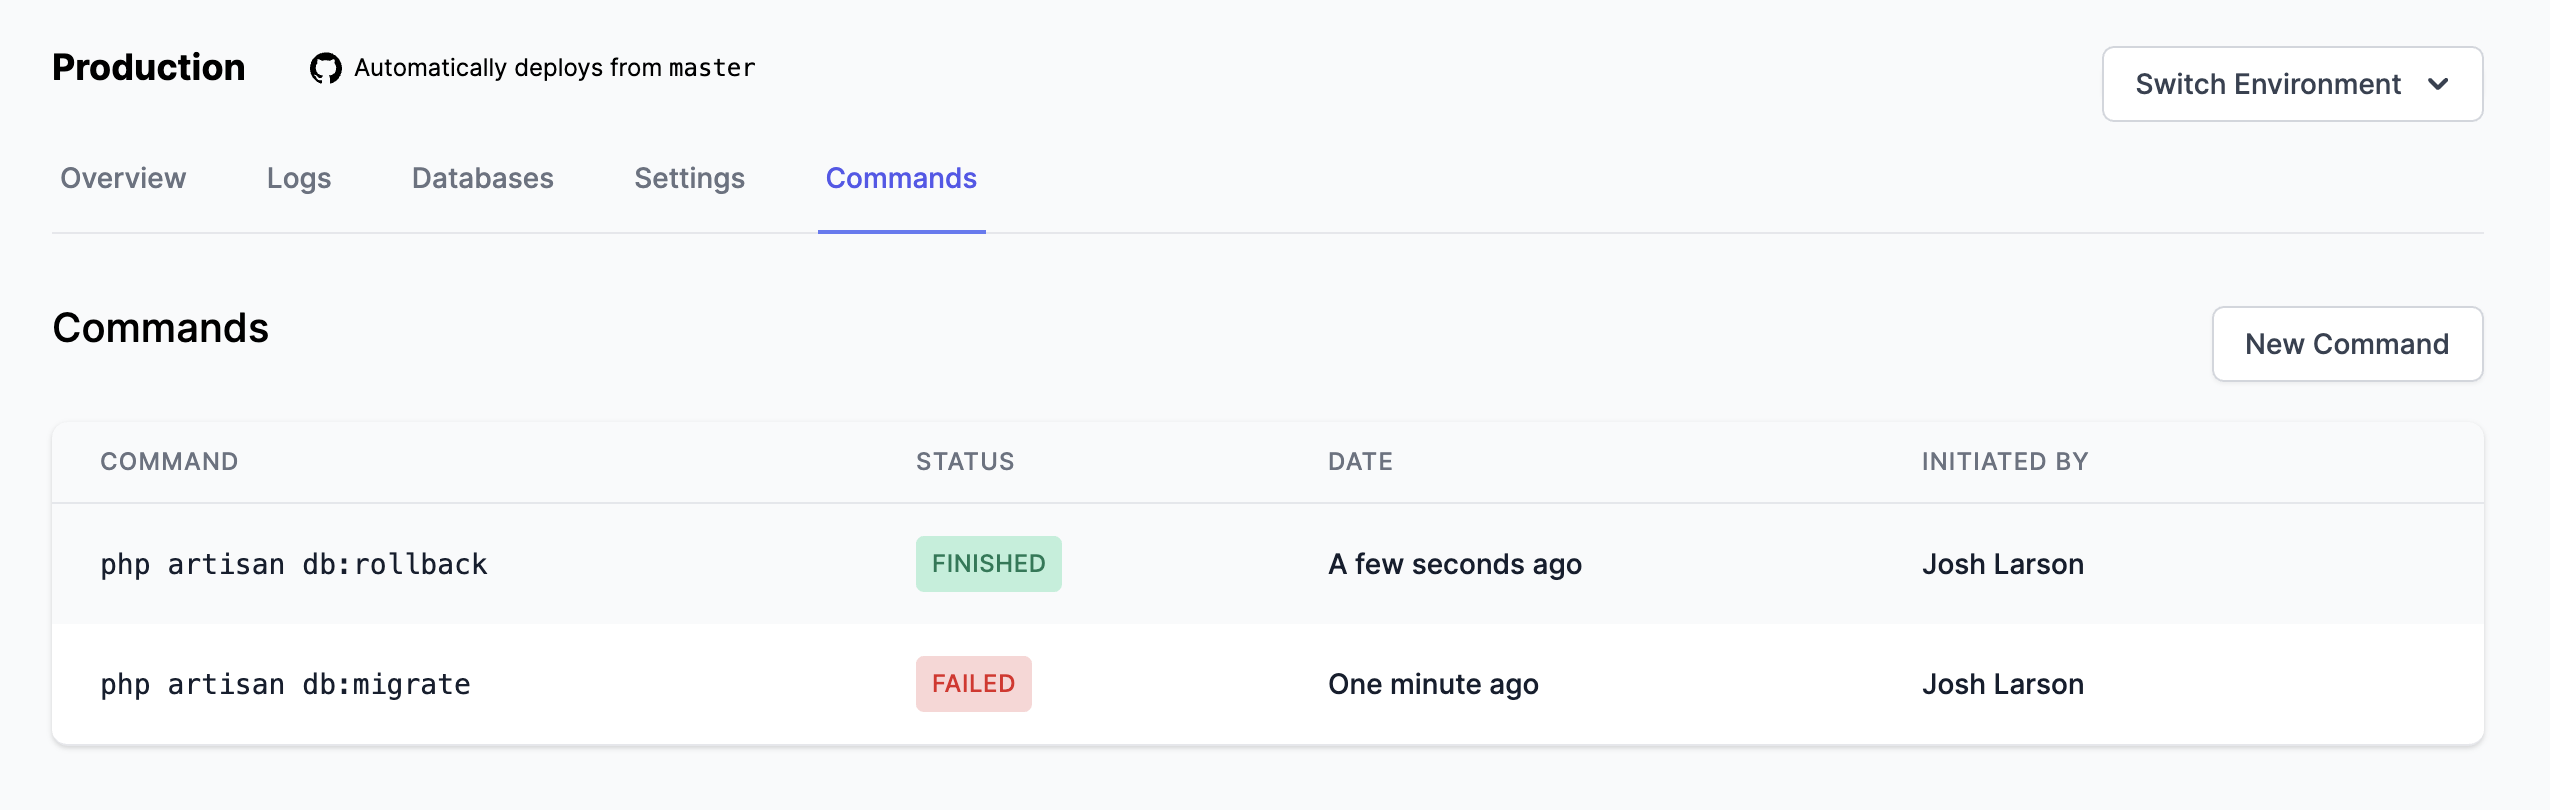 Production
Automatically deploys from master
Switch Environment
Overview Logs Databases Settings Commands
Commands
New Command
COMMAND STATUS DATE INITIATED BY
php artisan db:rollback FINISHED A few seconds ago Josh Larson
php artisan db:migrate FAILED One minute ago Josh Larson